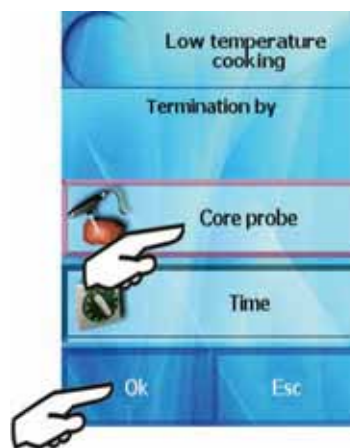 Low temperature
cooking
Termination by
Core probe
Time
Ok
Esc